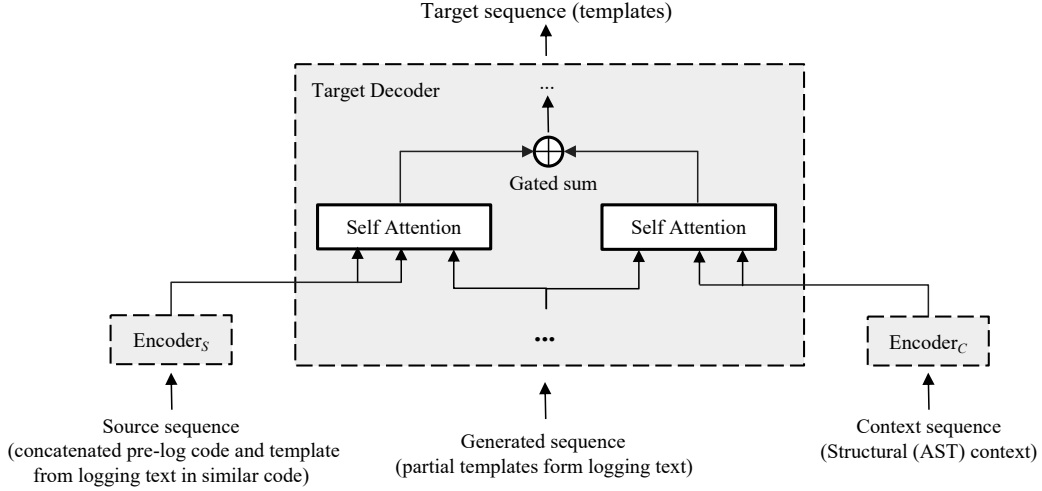 Target sequence (templates)
Target Decoder
...
Gated sum
Self Attention
Self Attention
Encoder_S
...
Encoder_C
Source sequence
(concatenated pre-log code and template
from logging text in similar code)
Generated sequence
(partial templates form logging text)
Context sequence
(Structural (AST) context)